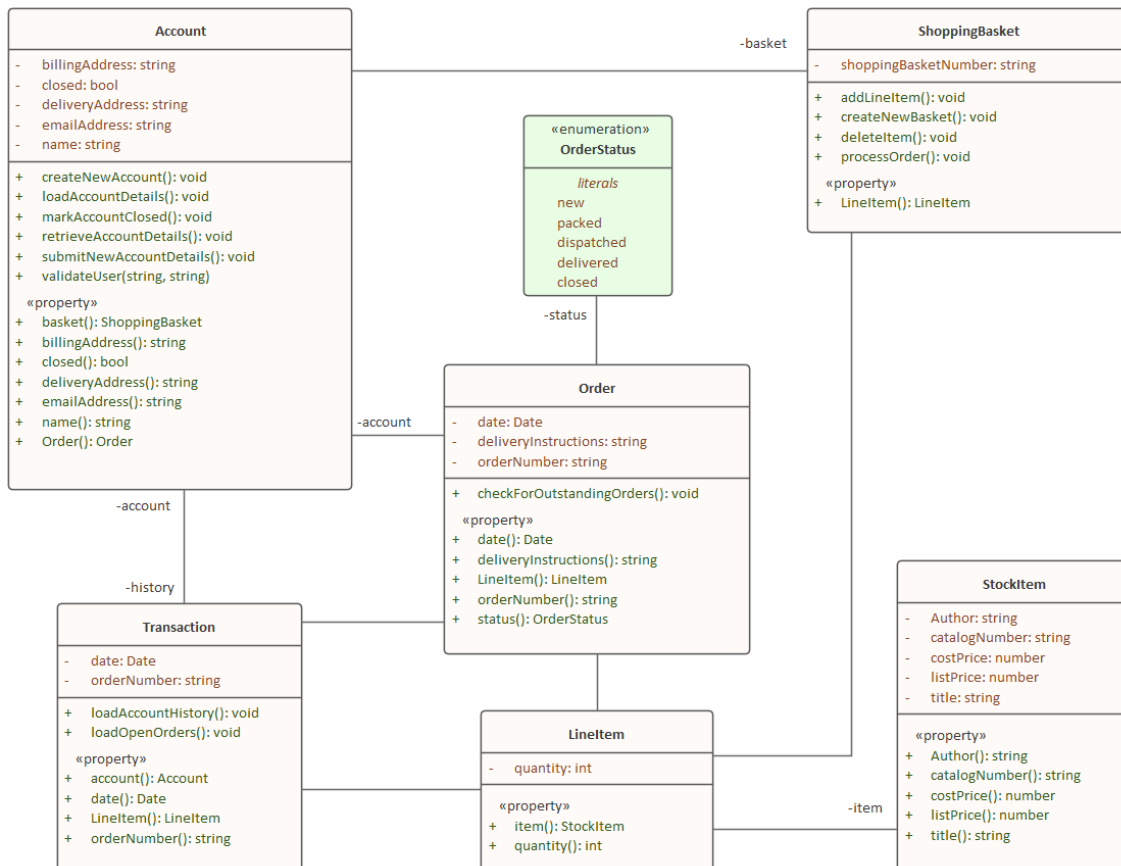 Account
- billingAddress: string
- closed: bool
- deliveryAddress: string
- emailAddress: string
- name: string
+ createNewAccount(): void
+ loadAccountDetails(): void
+ markAccountClosed(): void
+ retrieveAccountDetails(): void
+ submitNewAccountDetails(): void
+ validateUser(string, string)
«property»
+ basket(): ShoppingBasket
+ billingAddress(): string
+ closed(): bool
+ deliveryAddress(): string
+ emailAddress(): string
+ name(): string
+ Order(): Order
-basket
ShoppingBasket
- shoppingBasketNumber: string
+ addLineItem(): void
+ createNewBasket(): void
+ deleteItem(): void
+ processOrder(): void
«property»
+ LineItem(): LineItem
«enumeration»
OrderStatus
literals
new
packed
dispatched
delivered
closed
-status
-account
Order
- date: Date
- deliveryInstructions: string
- orderNumber: string
+ checkForOutstandingOrders(): void
«property»
+ date(): Date
+ deliveryInstructions(): string
+ LineItem(): LineItem
+ orderNumber(): string
+ status(): OrderStatus
-account
-history
Transaction
- date: Date
- orderNumber: string
+ loadAccountHistory(): void
+ loadOpenOrders(): void
«property»
+ account(): Account
+ date(): Date
+ LineItem(): LineItem
+ orderNumber(): string
LineItem
- quantity: int
«property»
+ item(): StockItem
+ quantity(): int
-item
StockItem
- Author: string
- catalogNumber: string
- costPrice: number
- listPrice: number
- title: string
«property»
+ Author(): string
+ catalogNumber(): string
+ costPrice(): number
+ listPrice(): number
+ title(): string